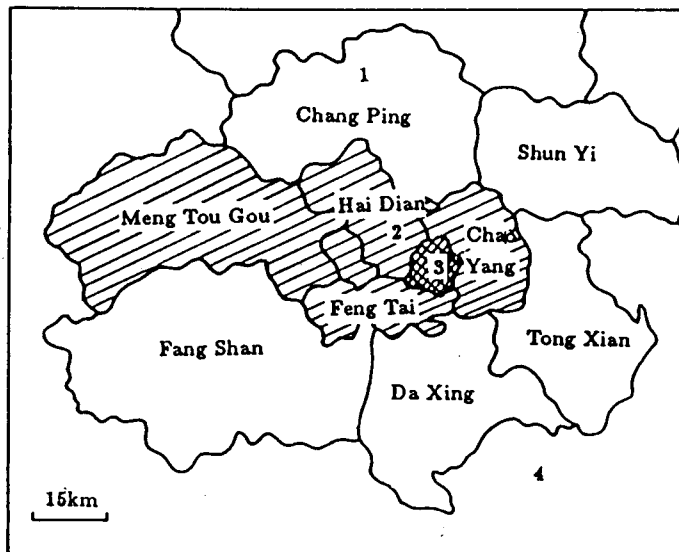 1
Chang Ping
Shun Yi
Meng Tou Gou
Hai Dian
2
Cha
Yang
3
Feng Tai
Fang Shan
Tong Xian
Da Xing
4
15km